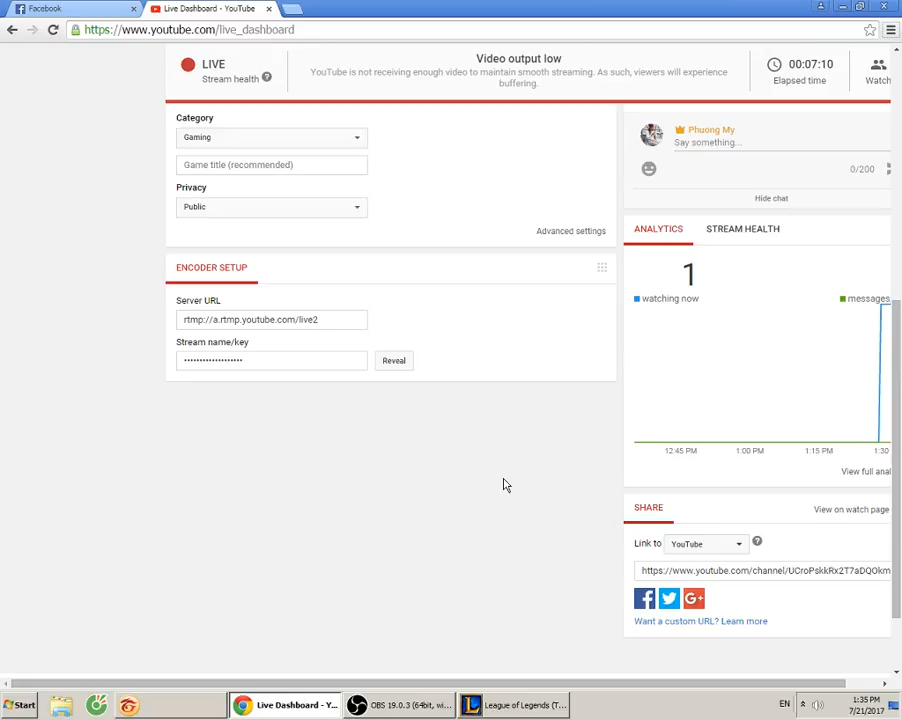 Facebook
Live Dashboard - YouTube
https://www.youtube.com/live_dashboard
LIVE
Stream health
Video output low
YouTube is not receiving enough video to maintain smooth streaming. As such, viewers will experience
buffering.
00:07:10
Elapsed time
Watch
Category
Gaming
Game title (recommended)
Privacy
Public
Advanced settings
ENCODER SETUP
Server URL
rtmp://a.rtmp.youtube.com/live2
Stream name/key
•••••••••••••••••••
Reveal
Phuong My
Say something...
0/200
Hide chat
ANALYTICS
STREAM HEALTH
1
watching now
messages
12:45 PM
1:00 PM
1:15 PM
1:30
View full anal
SHARE
View on watch page
Link to
YouTube
https://www.youtube.com/channel/UCroPskkRx2T7aDQOkm
Want a custom URL? Learn more
Start
Live Dashboard - Y...
OBS 19.0.3 (64bit, wi...
League of Legends (T...
EN
1:35 PM
7/21/2017